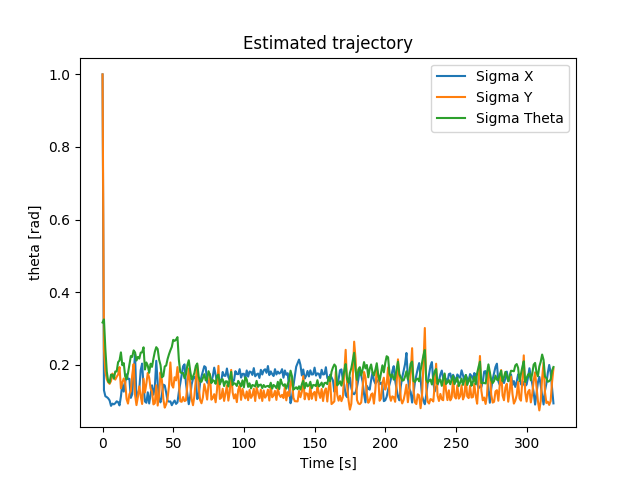 Estimated trajectory
Sigma X
Sigma Y
Sigma Theta
theta [rad]
1.0
0.8
0.6
0.4
0.2
0 50 100 150 200 250 300
Time [s]